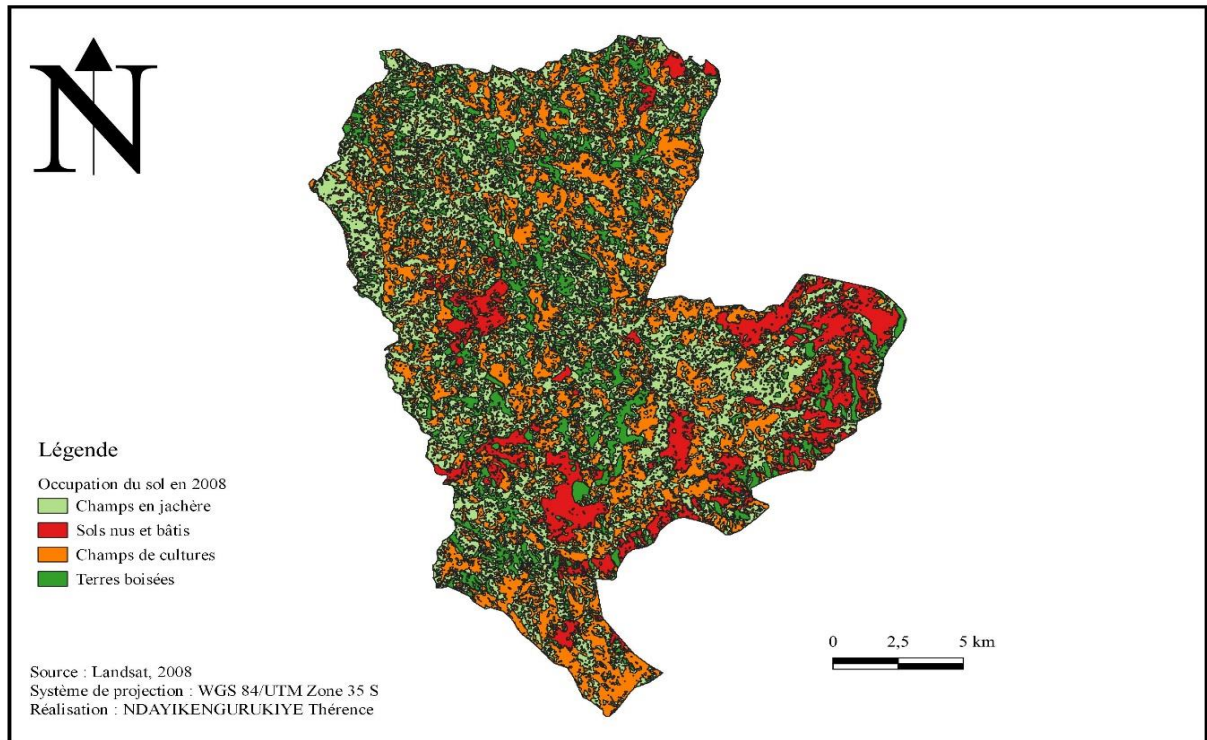 N
Légende
Occupation du sol en 2008
Champs en jachère
Sols nus et bâtis
Champs de cultures
Terres boisées
0 2,5 5 km
Source : Landsat, 2008
Système de projection : WGS 84/UTM Zone 35 S
Réalisation : NDAYIKENGURUKIYE Thérence